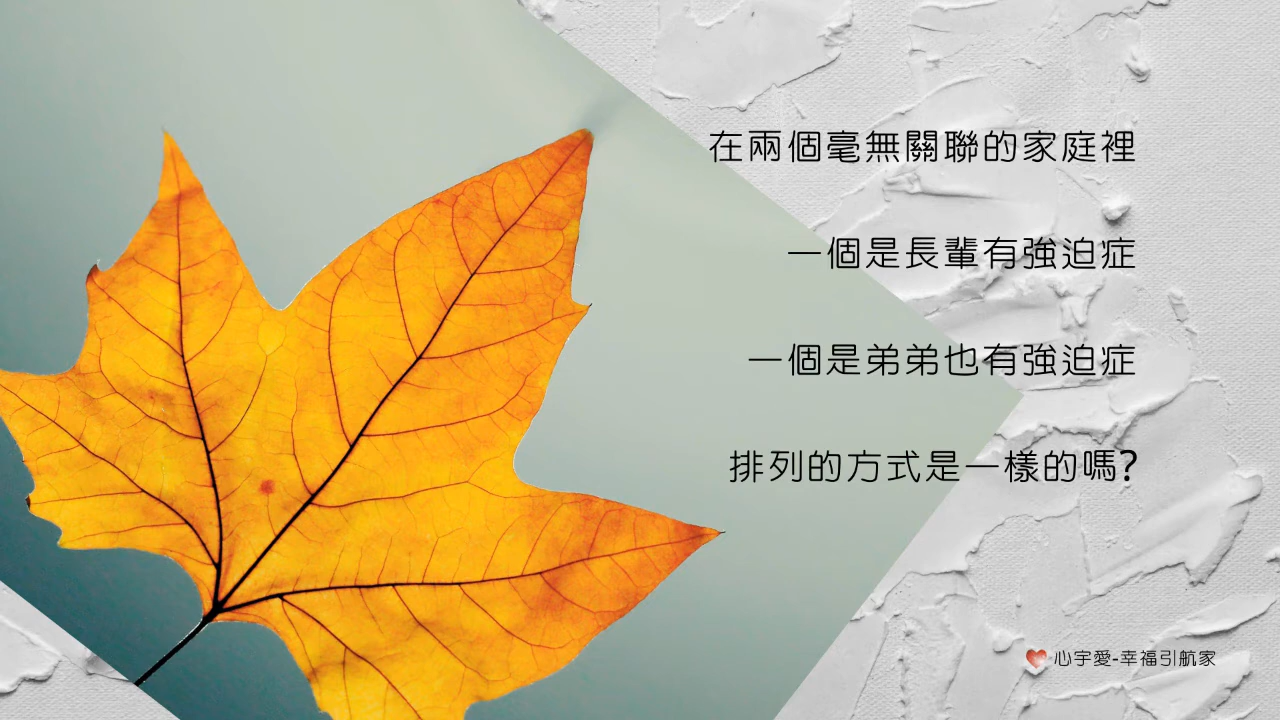 在兩個毫無關聯的家庭裡
一個是長輩有強迫症
一個是弟弟也有強迫症
排列的方式是一樣的嗎?
心宇愛-幸福引航家